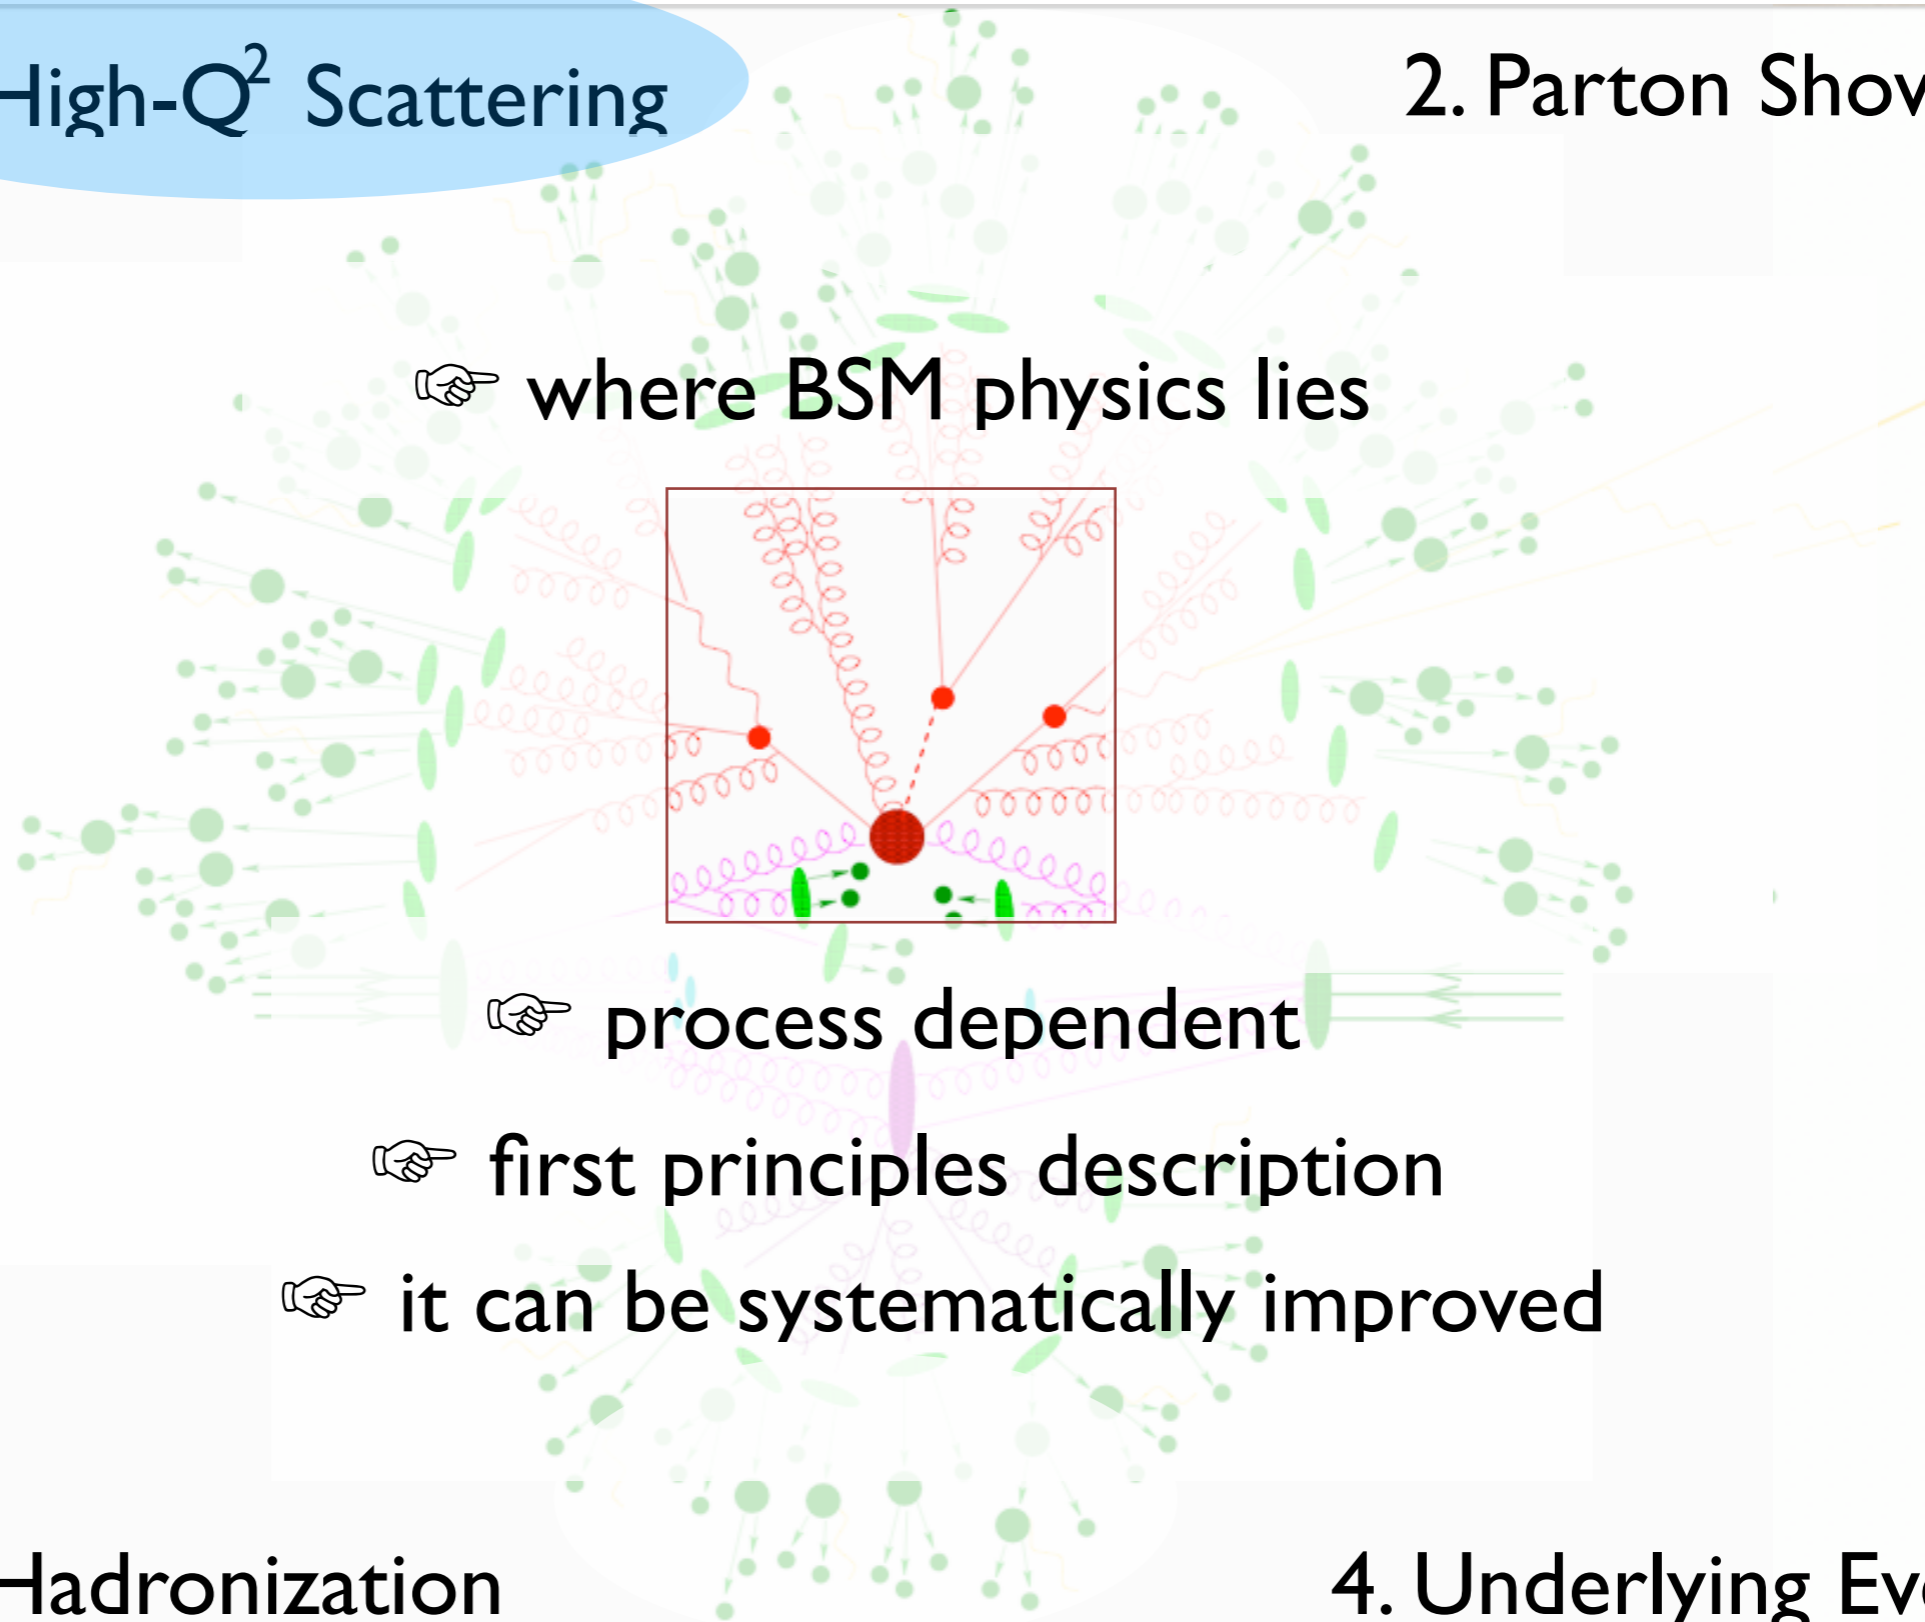 High-Q² Scattering
2. Parton Show
☞ where BSM physics lies
☞ process dependent
☞ first principles description
☞ it can be systematically improved
Hadronization
4. Underlying Eve